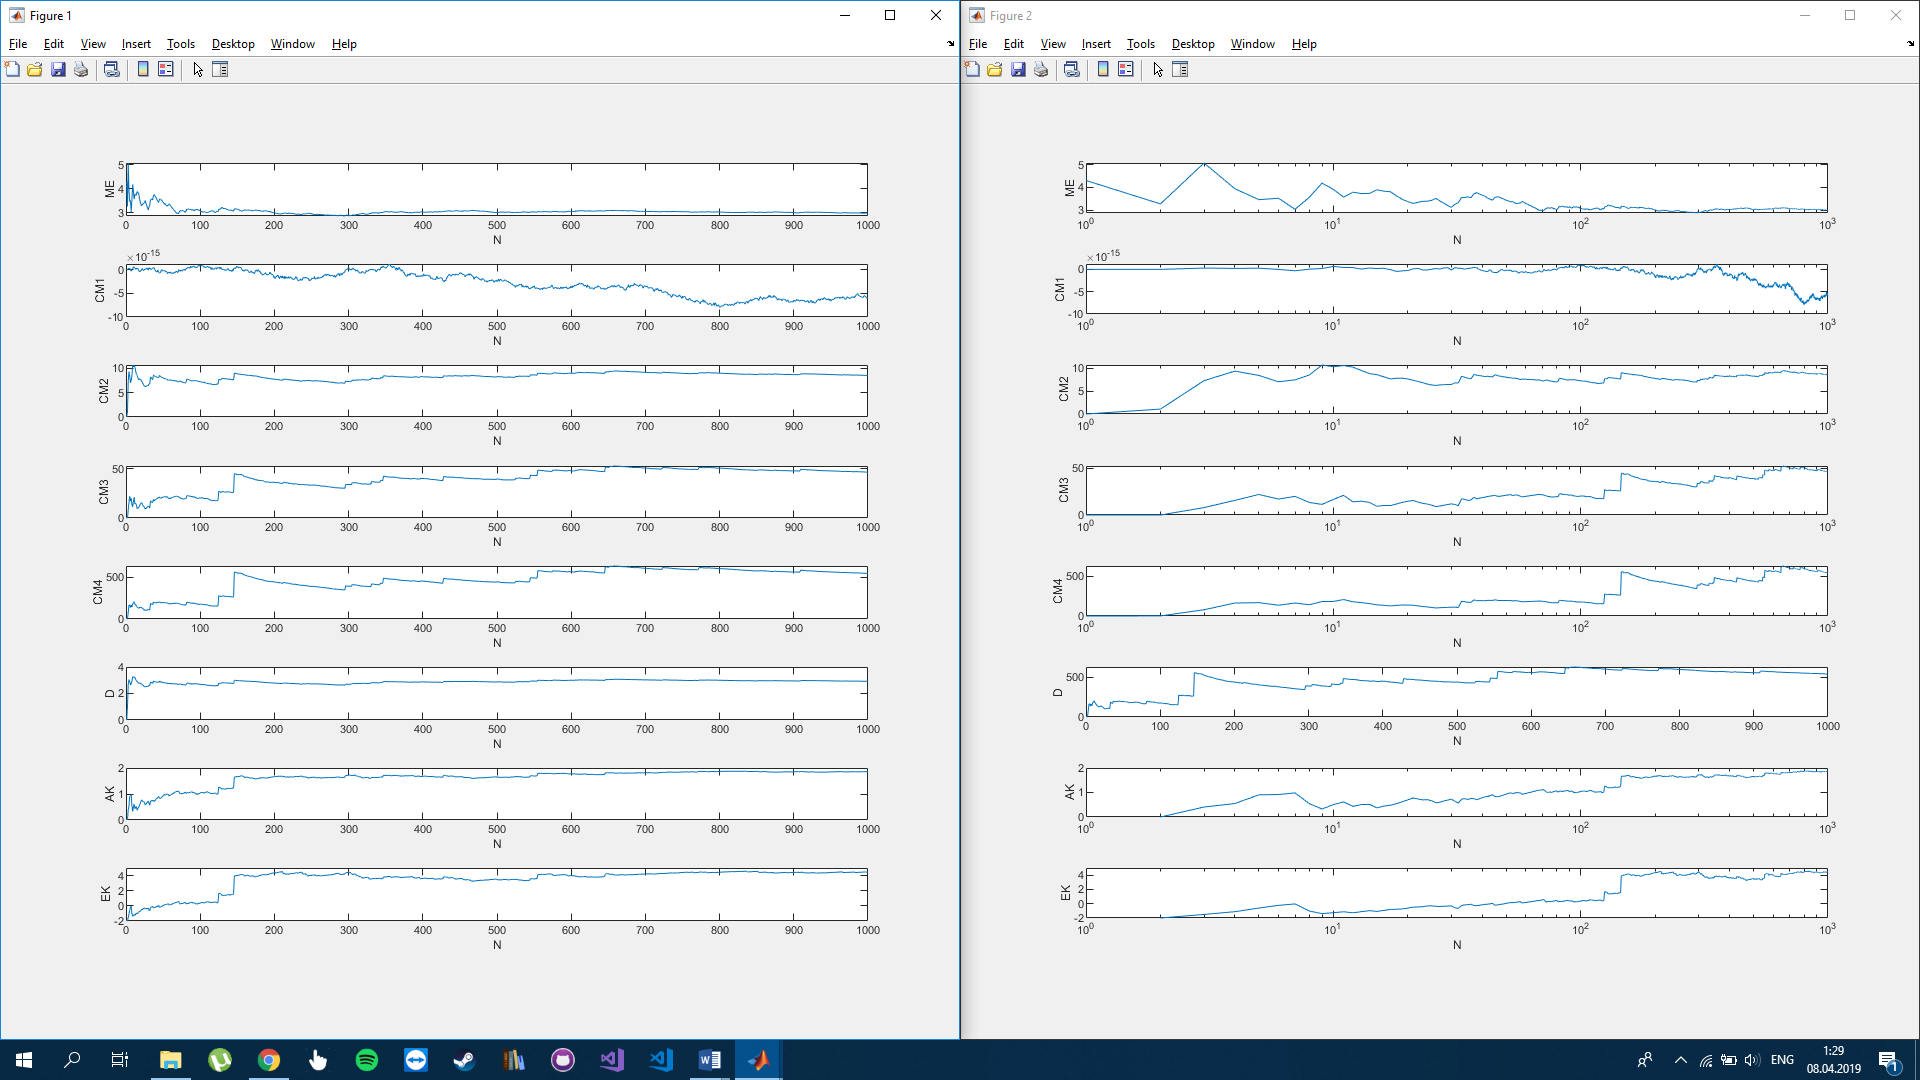 Figure 1
File Edit View Insert Tools Desktop Window Help
5
4
3
ME
0 100 200 300 400 500 600 700 800 900 1000
N
×10^-15
0
-5
-10
CM1
0 100 200 300 400 500 600 700 800 900 1000
N
10
5
0
CM2
0 100 200 300 400 500 600 700 800 900 1000
N
50
0
CM3
0 100 200 300 400 500 600 700 800 900 1000
N
500
0
CM4
0 100 200 300 400 500 600 700 800 900 1000
N
4
2
0
D
0 100 200 300 400 500 600 700 800 900 1000
N
2
1
0
AK
0 100 200 300 400 500 600 700 800 900 1000
N
4
2
0
-2
EK
0 100 200 300 400 500 600 700 800 900 1000
N
Figure 2
File Edit View Insert Tools Desktop Window Help
5
4
3
ME
10^0 10^1 10^2 10^3
N
×10^-15
0
-5
-10
CM1
10^0 10^1 10^2 10^3
N
10
5
0
CM2
10^0 10^1 10^2 10^3
N
50
0
CM3
10^0 10^1 10^2 10^3
N
500
0
CM4
10^0 10^1 10^2 10^3
N
500
0
D
0 100 200 300 400 500 600 700 800 900 1000
N
2
1
0
AK
10^0 10^1 10^2 10^3
N
4
2
0
-2
EK
10^0 10^1 10^2 10^3
N
ENG
1:29
08.04.2019
1